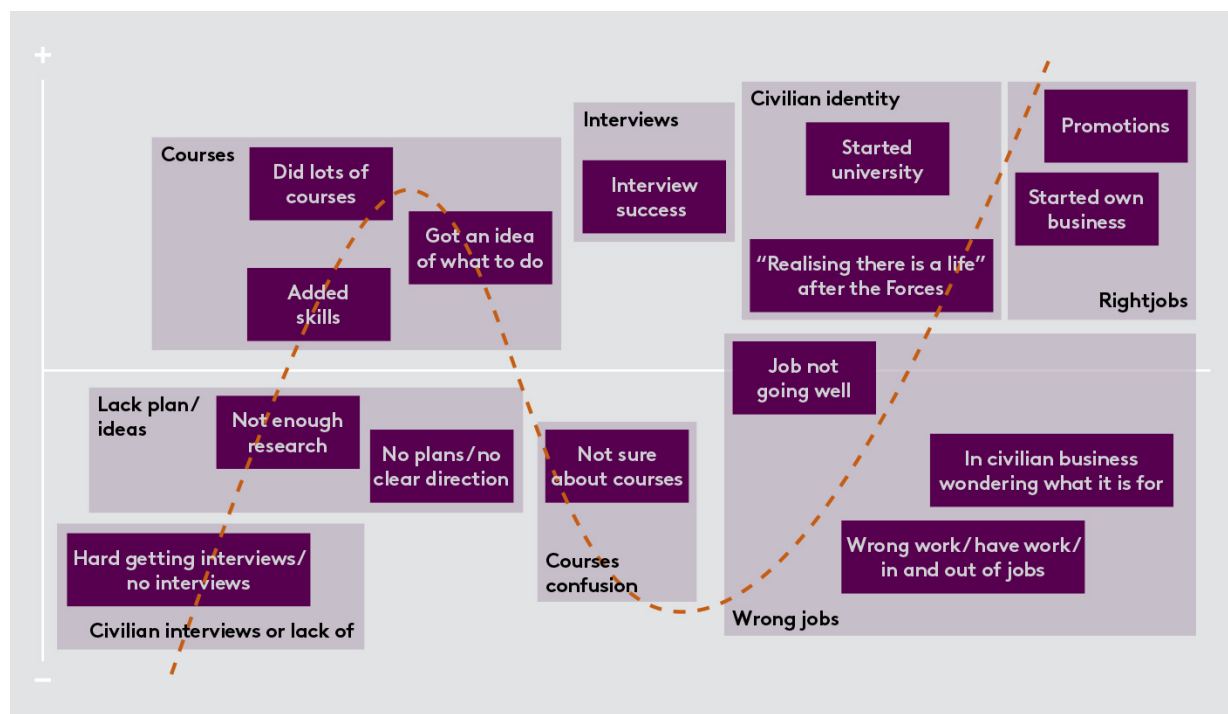 +
Courses
Did lots of
courses
Got an idea
of what to do
Added
skills
Interviews
Interview
success
Civilian identity
Started
university
“Realising there is a life”
after the Forces
Promotions
Started own
business
Rightjobs
Lack plan/
ideas
Not enough
research
No plans/no
clear direction
Hard getting interviews/
no interviews
Civilian interviews or lack of
Not sure
about courses
Courses
confusion
Job not
going well
In civilian business
wondering what it is for
Wrong work/have work/
in and out of jobs
Wrong jobs
–